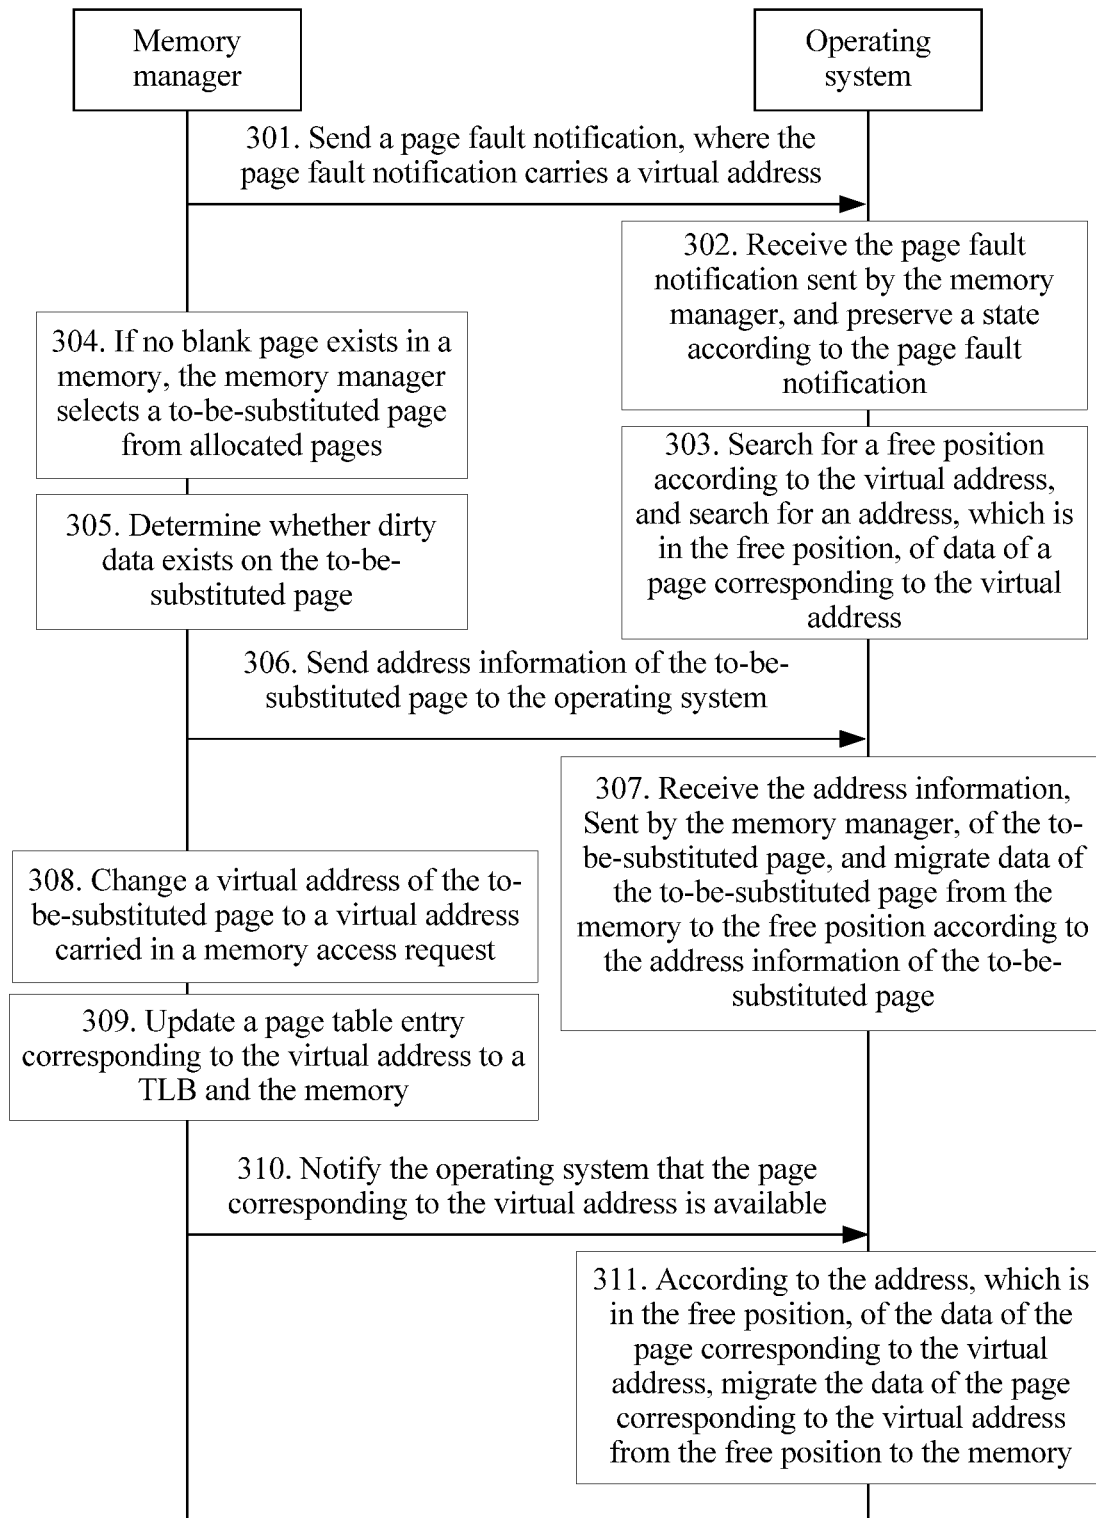 Memory
manager
Operating
system
301. Send a page fault notification, where the
page fault notification carries a virtual address
302. Receive the page fault
notification sent by the memory
manager, and preserve a state
according to the page fault
notification
304. If no blank page exists in a
memory, the memory manager
selects a to-be-substituted page
from allocated pages
303. Search for a free position
according to the virtual address,
and search for an address, which is
in the free position, of data of a
page corresponding to the virtual
address
305. Determine whether dirty
data exists on the to-be-
substituted page
306. Send address information of the to-be-
substituted page to the operating system
307. Receive the address information,
Sent by the memory manager, of the to-
be-substituted page, and migrate data of
the to-be-substituted page from the
memory to the free position according to
the address information of the to-be-
substituted page
308. Change a virtual address of the to-
be-substituted page to a virtual address
carried in a memory access request
309. Update a page table entry
corresponding to the virtual address to a
TLB and the memory
310. Notify the operating system that the page
corresponding to the virtual address is available
311. According to the address, which is
in the free position, of the data of the
page corresponding to the virtual
address, migrate the data of the page
corresponding to the virtual address
from the free position to the memory